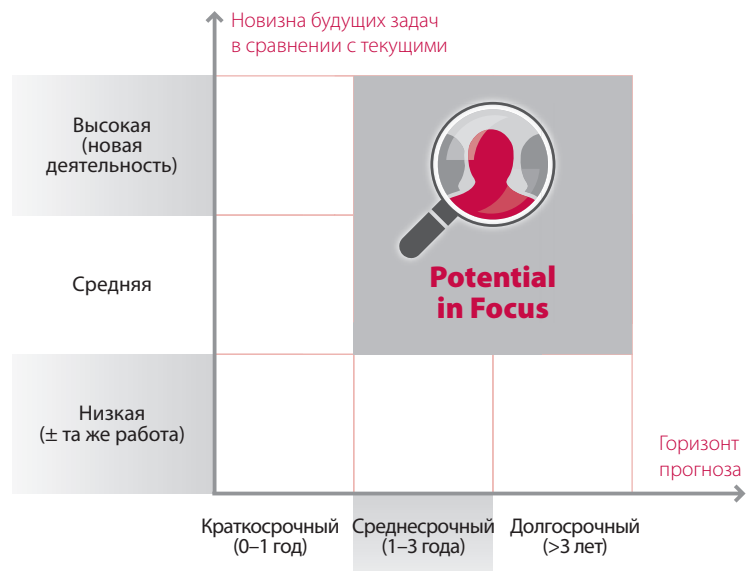 Новизна будущих задач
в сравнении с текущими
Высокая
(новая
деятельность)
Potential
in Focus
Средняя
Низкая
(± та же работа)
Горизонт
прогноза
Краткосрочный
(0–1 год)
Среднесрочный
(1–3 года)
Долгосрочный
(>3 лет)